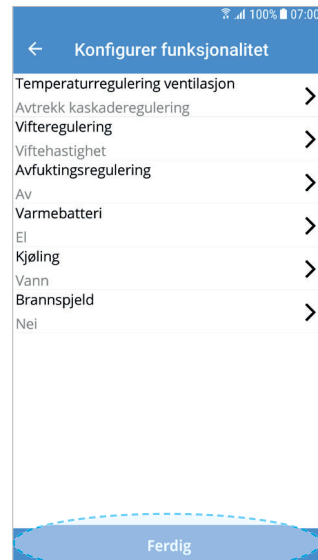 100% 07:00
Konfigurer funksjonalitet
Temperaturregulering ventilasjon
Avtrekk kaskaderegulering
Vifteregulering
Viftehastighet
Avfuktingsregulering
Av
Varmebatteri
El
Kjøling
Vann
Brannspjeld
Nei
Ferdig